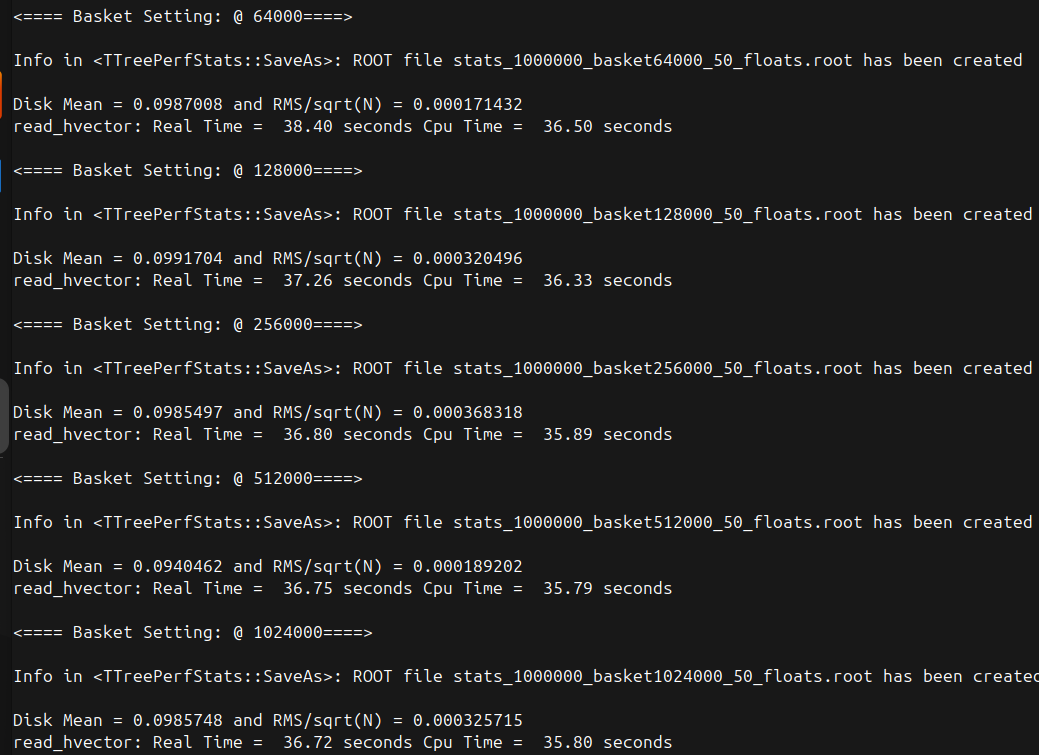 <==== Basket Setting: @ 64000====>
Info in <TTreePerfStats::SaveAs>: ROOT file stats_1000000_basket64000_50_floats.root has been created
Disk Mean = 0.0987008 and RMS/sqrt(N) = 0.000171432
read_hvector: Real Time =  38.40 seconds Cpu Time =  36.50 seconds
<==== Basket Setting: @ 128000====>
Info in <TTreePerfStats::SaveAs>: ROOT file stats_1000000_basket128000_50_floats.root has been created
Disk Mean = 0.0991704 and RMS/sqrt(N) = 0.000320496
read_hvector: Real Time =  37.26 seconds Cpu Time =  36.33 seconds
<==== Basket Setting: @ 256000====>
Info in <TTreePerfStats::SaveAs>: ROOT file stats_1000000_basket256000_50_floats.root has been created
Disk Mean = 0.0985497 and RMS/sqrt(N) = 0.000368318
read_hvector: Real Time =  36.80 seconds Cpu Time =  35.89 seconds
<==== Basket Setting: @ 512000====>
Info in <TTreePerfStats::SaveAs>: ROOT file stats_1000000_basket512000_50_floats.root has been created
Disk Mean = 0.0940462 and RMS/sqrt(N) = 0.000189202
read_hvector: Real Time =  36.75 seconds Cpu Time =  35.79 seconds
<==== Basket Setting: @ 1024000====>
Info in <TTreePerfStats::SaveAs>: ROOT file stats_1000000_basket1024000_50_floats.root has been created
Disk Mean = 0.0985748 and RMS/sqrt(N) = 0.000325715
read_hvector: Real Time =  36.72 seconds Cpu Time =  35.80 seconds